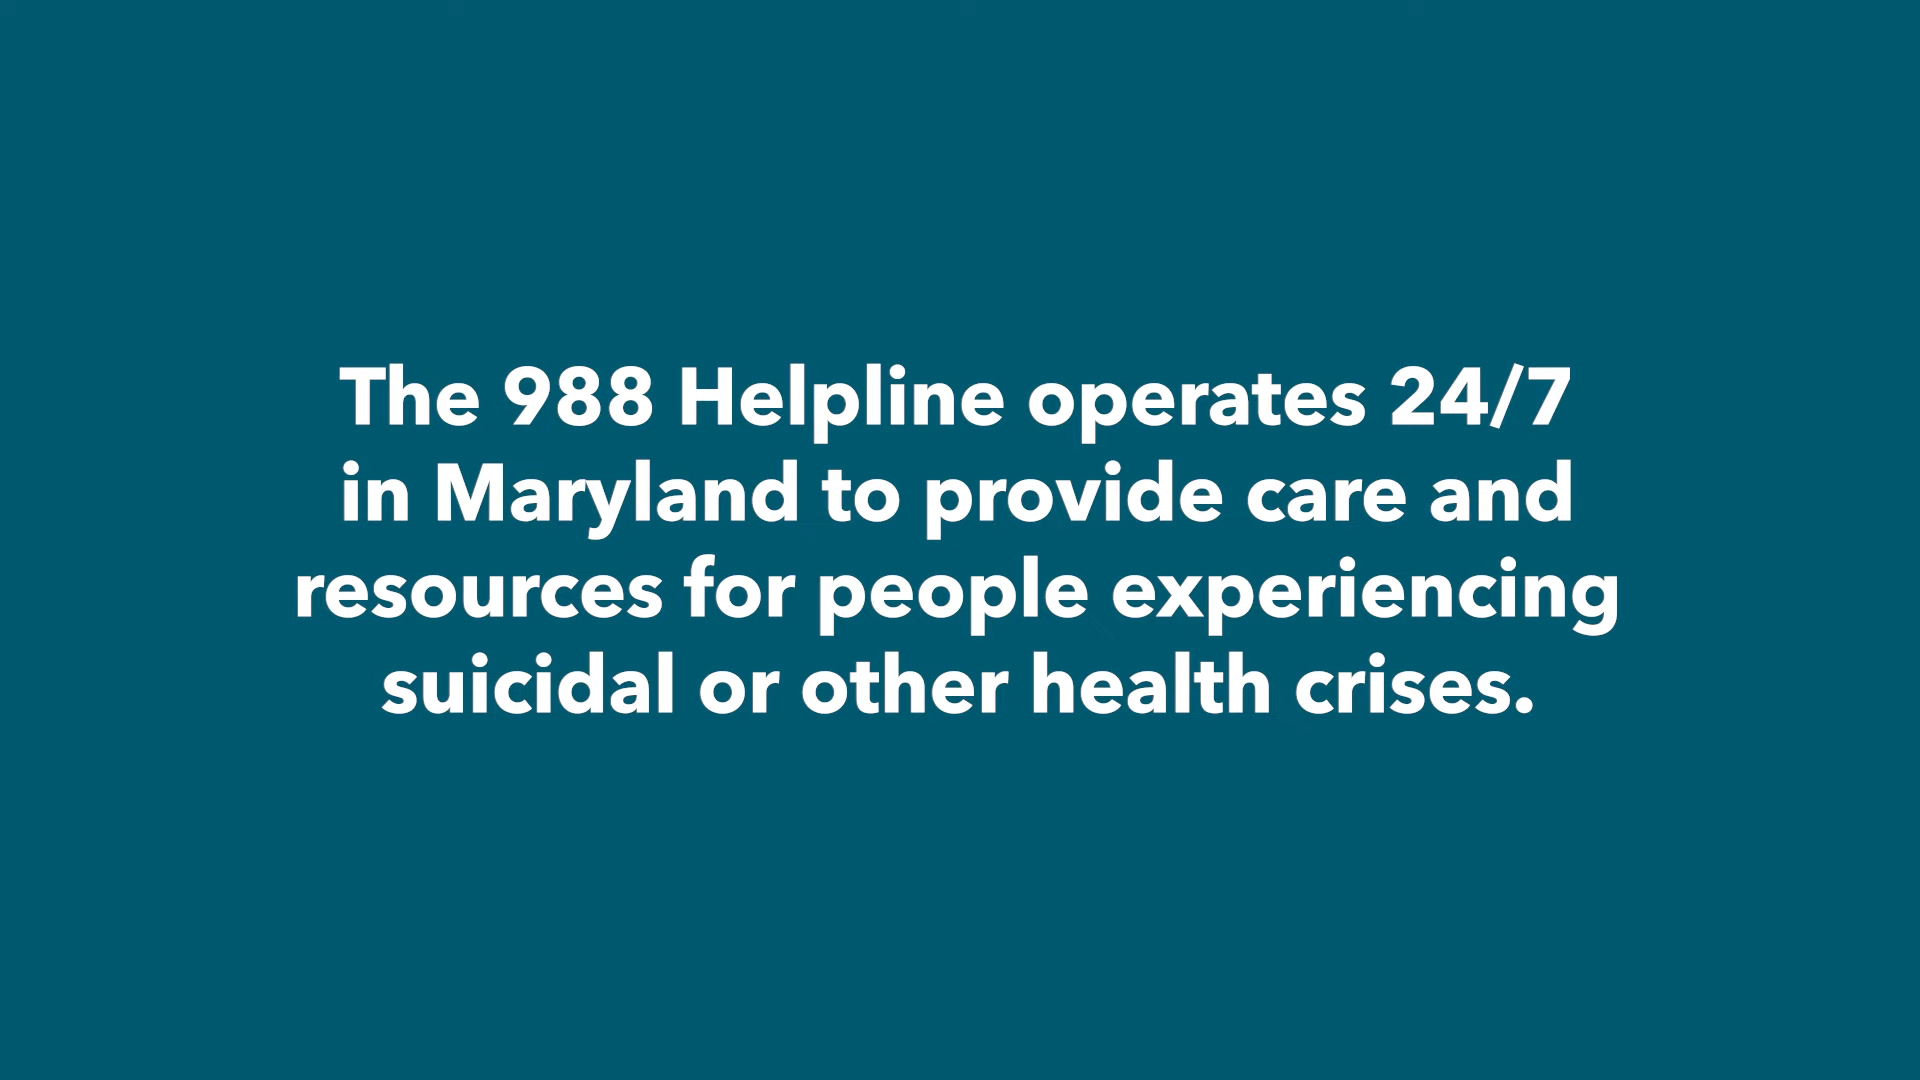 The 988 Helpline operates 24/7
in Maryland to provide care and
resources for people experiencing
suicidal or other health crises.